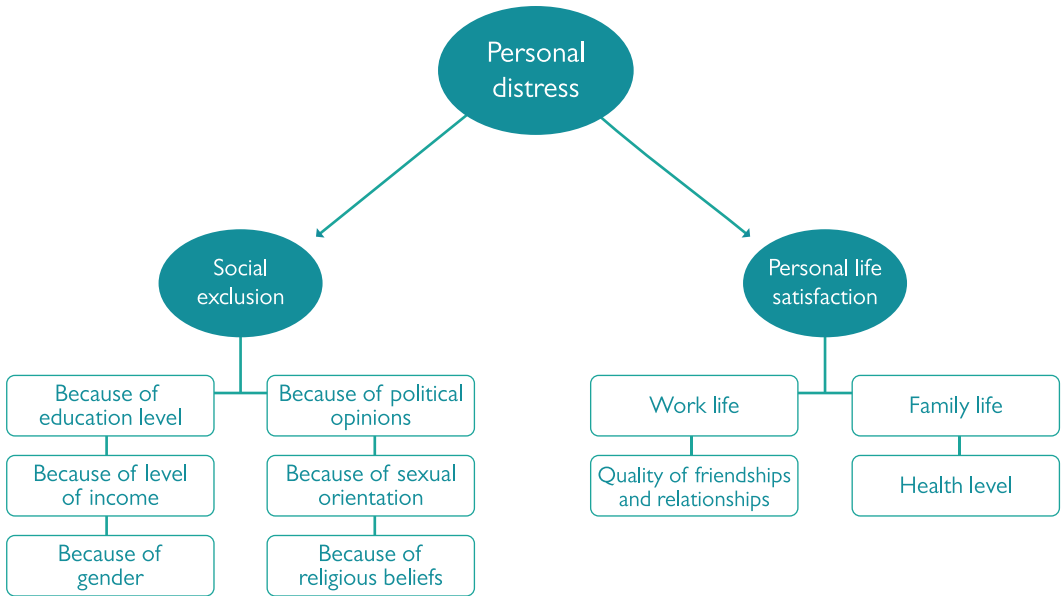 Personal
distress
Social
exclusion
Personal life
satisfaction
Because of
education level
Because of political
opinions
Work life
Family life
Because of level
of income
Because of sexual
orientation
Quality of friendships
and relationships
Health level
Because of
gender
Because of
religious beliefs